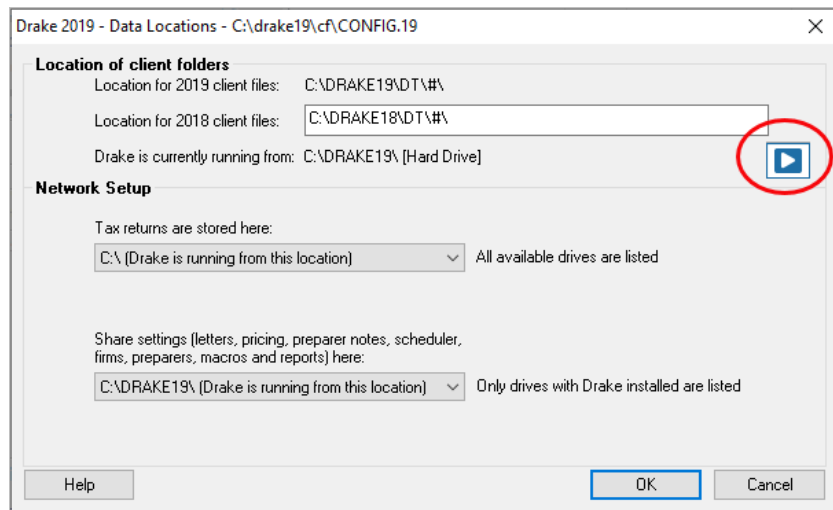 Drake 2019 - Data Locations - C:\drake19\cf\CONFIG.19
Location of client folders
Location for 2019 client files: C:\DRAKE19\DT\#\
Location for 2018 client files: C:\DRAKE18\DT\#\
Drake is currently running from: C:\DRAKE19\ [Hard Drive]
Network Setup
Tax returns are stored here:
C:\ (Drake is running from this location) All available drives are listed
Share settings (letters, pricing, preparer notes, scheduler,
firms, preparers, macros and reports) here:
C:\DRAKE19\ (Drake is running from this location) Only drives with Drake installed are listed
Help OK Cancel